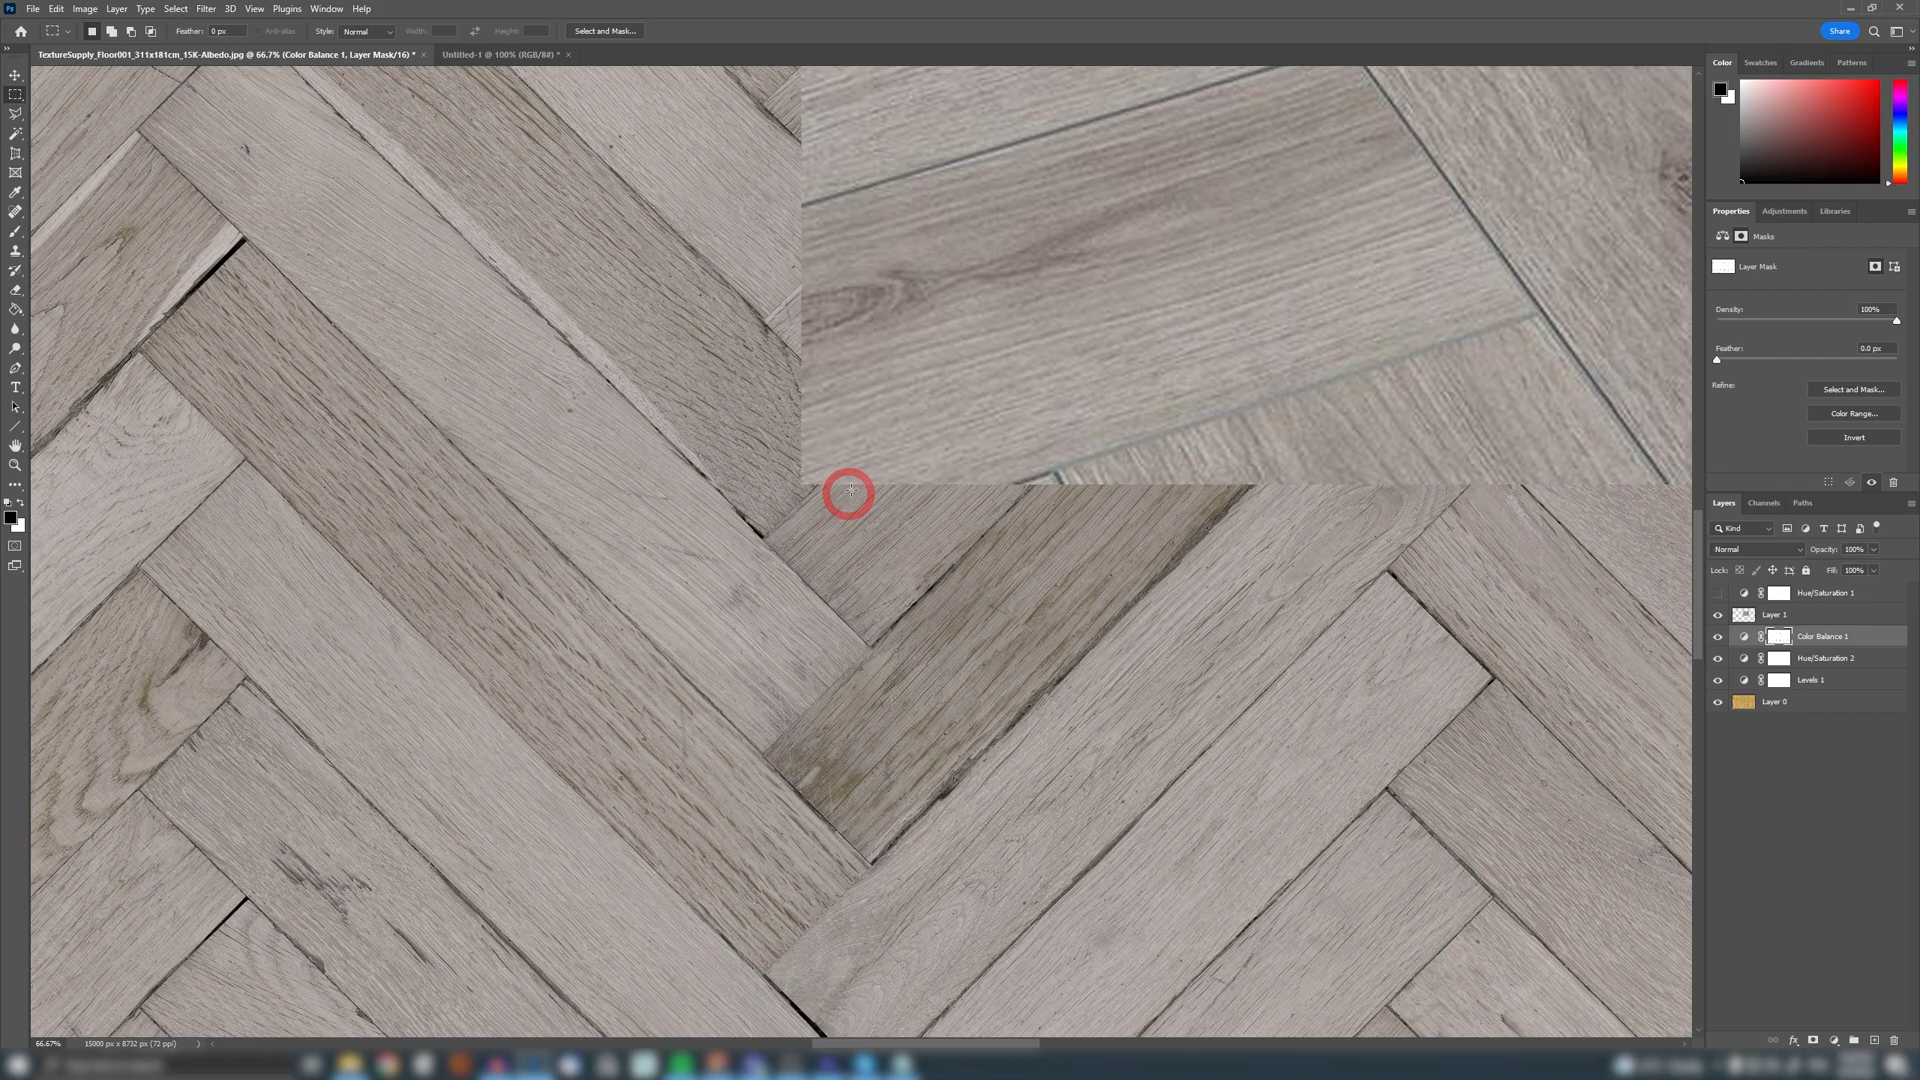 Ps File Edit Image Layer Type Select Filter 3D View Plugins Window Help
Feather: 0 px Anti-alias Style: Normal Width: Height: Select and Mask... Share
TextureSupply_Floor001_311x181cm_15K-Albedo.jpg @ 66.7% (Color Balance 1, Layer Mask/16) * × Untitled-1 @ 100% (RGB/8#) * ×
Color Swatches Gradients Patterns
Properties Adjustments Libraries
Masks
Layer Mask
Density: 100%
Feather: 0.0 px
Refine: Select and Mask...
Color Range...
Invert
Layers Channels Paths
Kind
Normal Opacity: 100%
Lock: Fill: 100%
Hue/Saturation 1
Layer 1
Color Balance 1
Hue/Saturation 2
Levels 1
Layer 0
66.67% 15000 px x 8732 px (72 ppi)